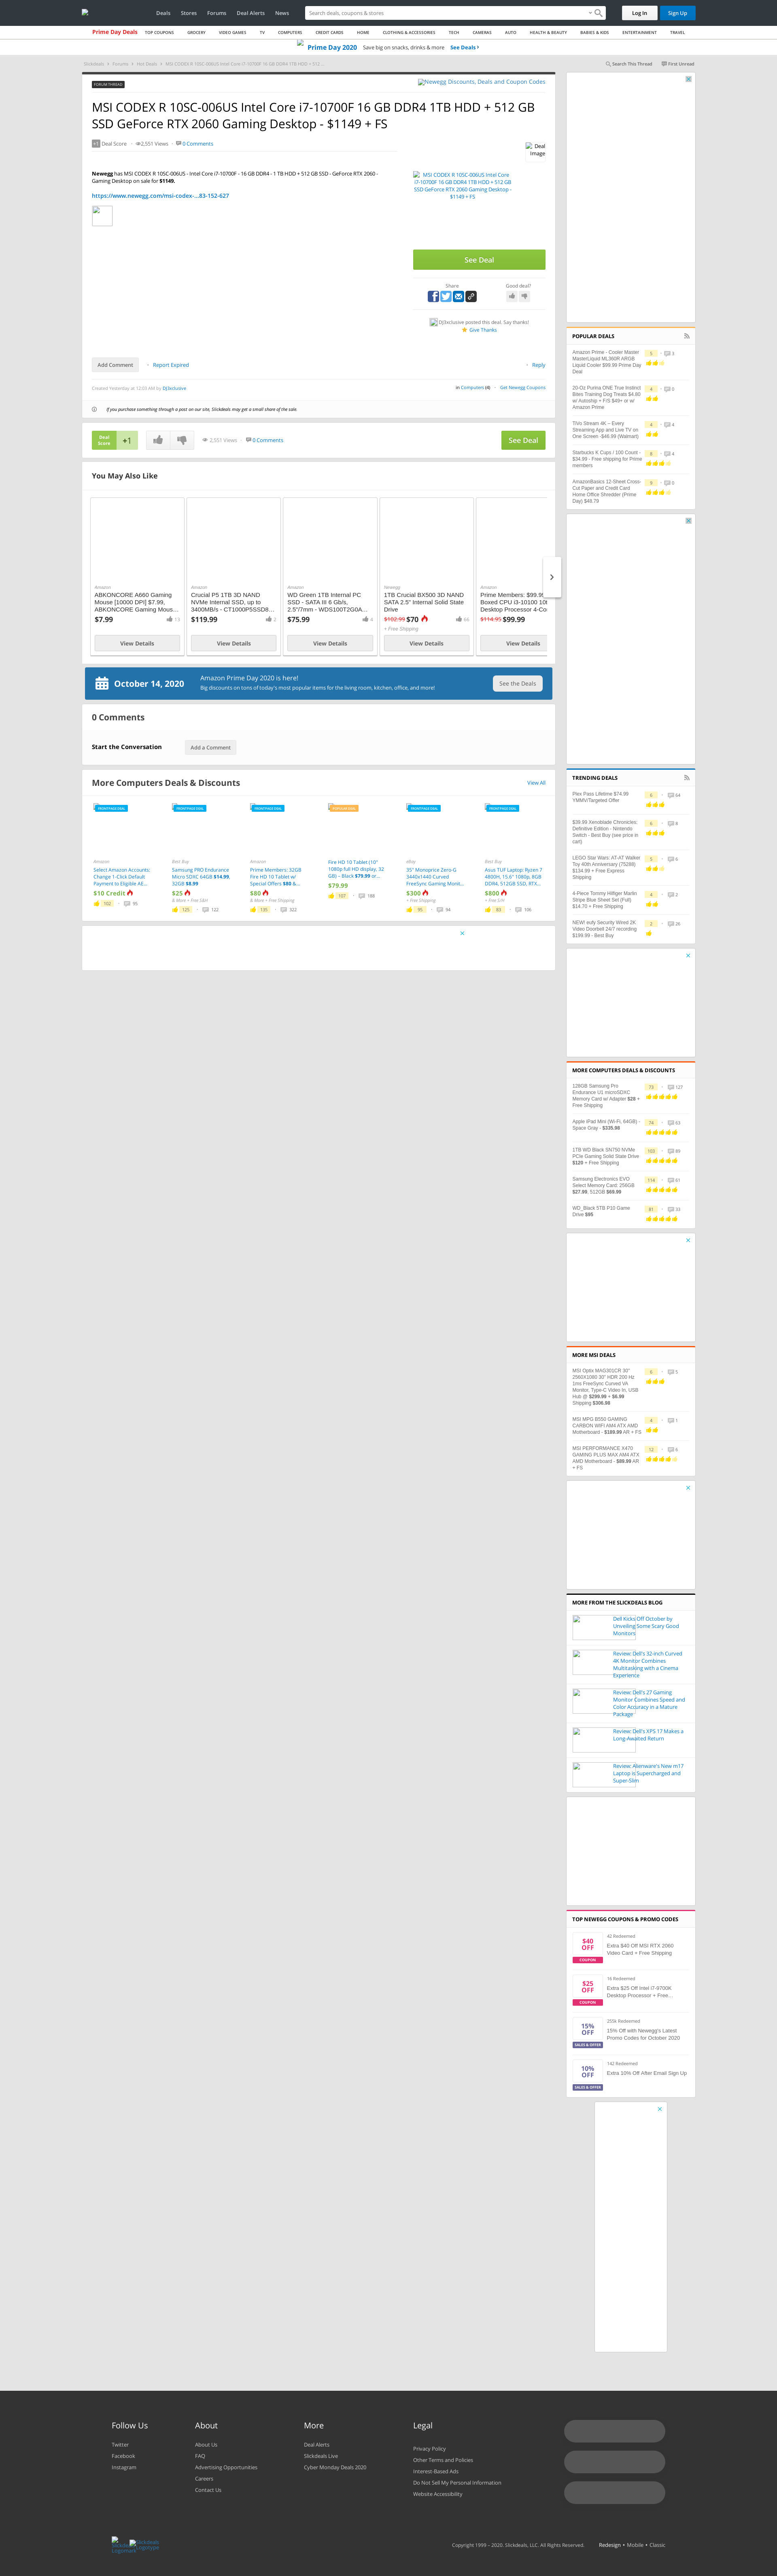 Deals Stores Forums Deal Alerts News
Search deals, coupons & stores
Log In Sign Up
Prime Day Deals TOP COUPONS GROCERY VIDEO GAMES TV COMPUTERS CREDIT CARDS HOME CLOTHING & ACCESSORIES TECH CAMERAS AUTO HEALTH & BEAUTY BABIES & KIDS ENTERTAINMENT TRAVEL
Prime Day 2020 Save big on snacks, drinks & more See Deals ›
Slickdeals › Forums › Hot Deals › MSI CODEX R 10SC-006US Intel Core i7-10700F 16 GB DDR4 1TB HDD + 512 ...
Search This Thread First Unread
FORUM THREAD
Newegg Discounts, Deals and Coupon Codes
MSI CODEX R 10SC-006US Intel Core i7-10700F 16 GB DDR4 1TB HDD + 512 GB
SSD GeForce RTX 2060 Gaming Desktop - $1149 + FS
+1 Deal Score 2,551 Views 0 Comments
Deal
Image
Newegg has MSI CODEX R 10SC-006US - Intel Core i7-10700F - 16 GB DDR4 - 1 TB HDD + 512 GB SSD - GeForce RTX 2060 -
Gaming Desktop on sale for $1149.
https://www.newegg.com/msi-codex-...83-152-627
MSI CODEX R 10SC-006US Intel Core
i7-10700F 16 GB DDR4 1TB HDD + 512 GB
SSD GeForce RTX 2060 Gaming Desktop -
$1149 + FS
See Deal
Share Good deal?
DJ3xclusive posted this deal. Say thanks!
Give Thanks
Add Comment Report Expired Reply
Created Yesterday at 12:03 AM by DJ3xclusive
in Computers (4) Get Newegg Coupons
If you purchase something through a post on our site, Slickdeals may get a small share of the sale.
Deal
Score +1 2,551 Views 0 Comments See Deal
You May Also Like
Amazon
ABKONCORE A660 Gaming
Mouse [10000 DPI] $7.99,
ABKONCORE Gaming Mous...
$7.99 13
View Details
Amazon
Crucial P5 1TB 3D NAND
NVMe Internal SSD, up to
3400MB/s - CT1000P5SSD8...
$119.99 2
View Details
Amazon
WD Green 1TB Internal PC
SSD - SATA III 6 Gb/s,
2.5"/7mm - WDS100T2G0A...
$75.99 4
View Details
Newegg
1TB Crucial BX500 3D NAND
SATA 2.5" Internal Solid State
Drive
$102.99 $70 66
+ Free Shipping
View Details
Amazon
Prime Members: $99.99
Boxed CPU i3-10100 10t
Desktop Processor 4-Co
$114.95 $99.99
View Details
October 14, 2020
Amazon Prime Day 2020 is here!
Big discounts on tons of today's most popular items for the living room, kitchen, office, and more!
See the Deals
0 Comments
Start the Conversation Add a Comment
More Computers Deals & Discounts View All
FRONTPAGE DEAL
Amazon
Select Amazon Accounts:
Change 1-Click Default
Payment to Eligible AE...
$10 Credit
152 95
FRONTPAGE DEAL
Best Buy
Samsung PRO Endurance
Micro SDXC 64GB $14.99,
32GB $8.99
$25
& More + Free S&H
125 122
FRONTPAGE DEAL
Amazon
Prime Members: 32GB
Fire HD 10 Tablet w/
Special Offers $80 &...
$80
& More + Free Shipping
135 322
POPULAR DEAL
Fire HD 10 Tablet (10"
1080p full HD display, 32
GB) – Black $79.99 or...
$79.99
107 188
FRONTPAGE DEAL
eBay
35" Monoprice Zero-G
3440x1440 Curved
FreeSync Gaming Monit...
$300
+ Free Shipping
95 94
FRONTPAGE DEAL
Best Buy
Asus TUF Laptop: Ryzen 7
4800H, 15.6" 1080p, 8GB
DDR4, 512GB SSD, RTX...
$800
+ Free S/H
93 106
POPULAR DEALS
Amazon Prime - Cooler Master
MasterLiquid ML360R ARGB
Liquid Cooler $99.99 Prime Day
Deal
5 3
20-Oz Purina ONE True Instinct
Bites Training Dog Treats $4.80
w/ Autoship + F/S $49+ or w/
Amazon Prime
4 0
TiVo Stream 4K – Every
Streaming App and Live TV on
One Screen -$49.99 (Walmart)
4 4
Starbucks K Cups / 100 Count -
$34.99 - Free shipping for Prime
members
8 4
AmazonBasics 12-Sheet Cross-
Cut Paper and Credit Card
Home Office Shredder (Prime
Day) $48.79
9 0
TRENDING DEALS
Plex Pass Lifetime $74.99
YMMV/Targeted Offer
6 64
$39.99 Xenoblade Chronicles:
Definitive Edition - Nintendo
Switch - Best Buy (see price in
cart)
6 8
LEGO Star Wars: AT-AT Walker
Toy 40th Anniversary (75288)
$134.99 + Free Express
Shipping
5 6
4-Piece Tommy Hilfiger Martin
Stripe Blue Sheet Set (Full)
$14.70 + Free Shipping
4 2
NEW! eufy Security Wired 2K
Video Doorbell 24/7 recording
$199.99 - Best Buy
2 26
MORE COMPUTERS DEALS & DISCOUNTS
128GB Samsung Pro
Endurance U1 microSDXC
Memory Card w/ Adapter $28 +
Free Shipping
73 127
Apple iPad Mini (Wi-Fi, 64GB) -
Space Gray - $335.98
74 63
1TB WD Black SN750 NVMe
PCIe Gaming Solid State Drive
$120 + Free Shipping
103 89
Samsung Electronics EVO
Select Memory Card: 256GB
$27.99, 512GB $69.99
114 61
WD_Black 5TB P10 Game
Drive $95
81 33
MORE MSI DEALS
MSI Optix MAG301CR 30"
2560X1080 30" HDR 200 Hz
1ms FreeSync Curved VA
Monitor, Type-C Video in, USB
Hub @ $299.99 + $6.99
Shipping $306.98
6 5
MSI MPG B550 GAMING
CARBON WIFI AM4 ATX AMD
Motherboard - $189.99 AR + FS
4 1
MSI PERFORMANCE X470
GAMING PLUS MAX AM4 ATX
AMD Motherboard - $89.99 AR
+ FS
12 6
MORE FROM THE SLICKDEALS BLOG
Dell Kicks Off October by
Unveiling Some Scary Good
Monitors
Review: Dell's 32-inch Curved
4K Monitor Combines
Multitasking with a Cinema
Experience
Review: Dell's 27 Gaming
Monitor Combines Speed and
Color Accuracy in a Mature
Package
Review: Dell's XPS 17 Makes a
Long-Awaited Return
Review: Alienware's New m17
Laptop is Supercharged and
Super-Slim
TOP NEWEGG COUPONS & PROMO CODES
$40
OFF
COUPON
42 Redeemed
Extra $40 Off MSI RTX 2060
Video Card + Free Shipping
$25
OFF
COUPON
16 Redeemed
Extra $25 Off Intel i7-9700K
Desktop Processor + Free...
15%
OFF
SALES & OFFER
255k Redeemed
15% Off with Newegg's Latest
Promo Codes for October 2020
10%
OFF
SALES & OFFER
142 Redeemed
Extra 10% Off After Email Sign Up
Follow Us
Twitter
Facebook
Instagram
About
About Us
FAQ
Advertising Opportunities
Careers
Contact Us
More
Deal Alerts
Slickdeals Live
Cyber Monday Deals 2020
Legal
Privacy Policy
Other Terms and Policies
Interest-Based Ads
Do Not Sell My Personal Information
Website Accessibility
Slickdeals
Logotype
Copyright 1999 – 2020. Slickdeals, LLC. All Rights Reserved. Redesign • Mobile • Classic